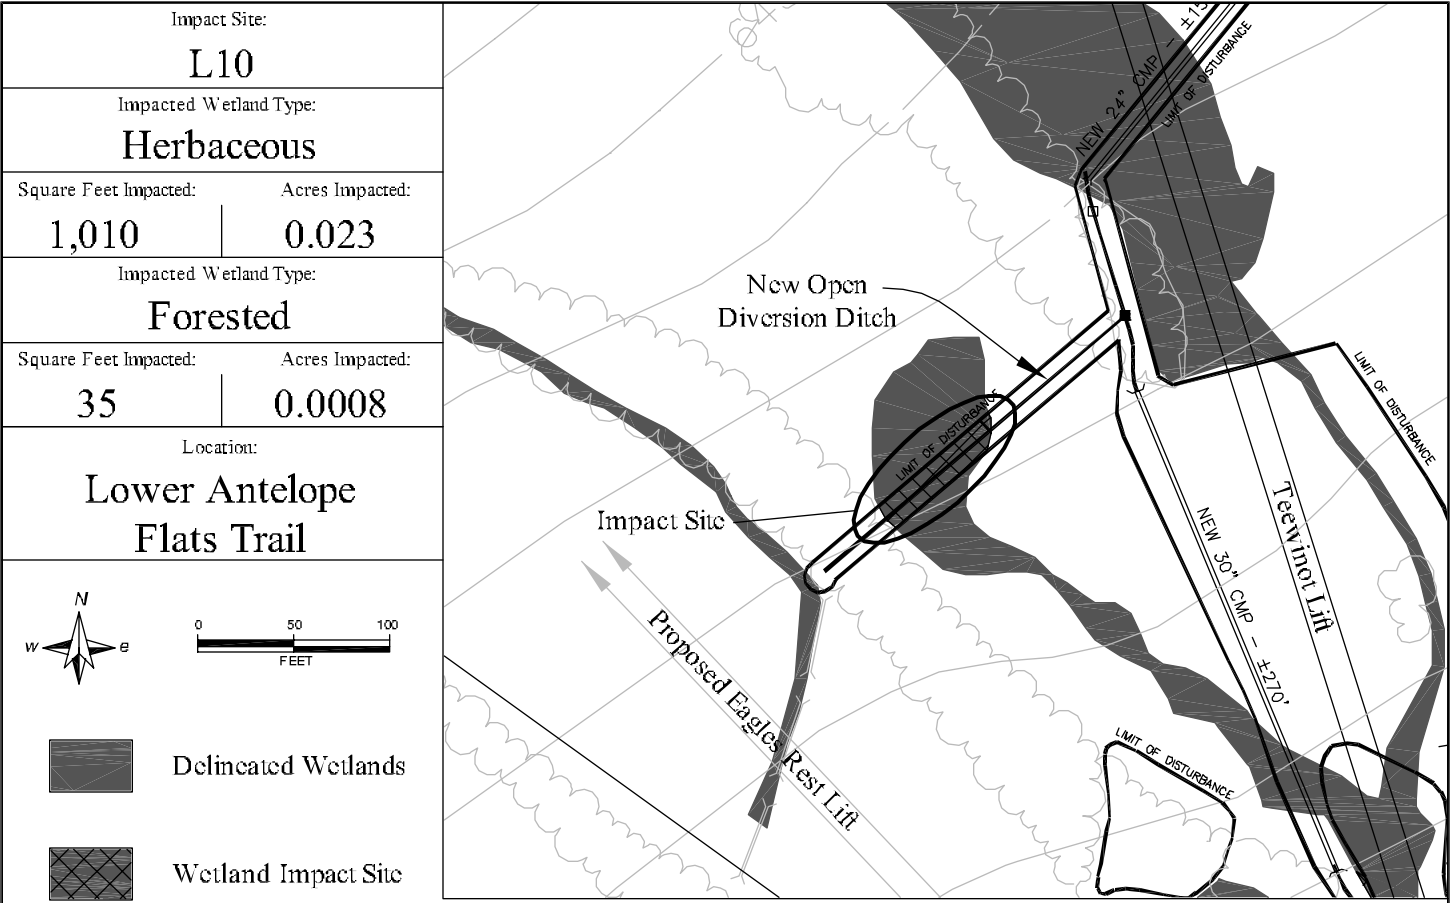 Impact Site:
L10
Impacted Wetland Type:
Herbaceous
Square Feet Impacted: Acres Impacted:
1,010 0.023
Impacted Wetland Type:
Forested
Square Feet Impacted: Acres Impacted:
35 0.0008
Location:
Lower Antelope
Flats Trail
N
w e
0 50 100
FEET
Delineated Wetlands
Wetland Impact Site
NEW 24" CMP - ±15
LIMIT OF DISTURBANCE
New Open
Diversion Ditch
LIMIT OF DISTURBANCE
LIMIT OF DISTURBANCE
Impact Site
Teewinot Lift
NEW 30" CMP - ±270'
Proposed Eagles Rest Lift
LIMIT OF DISTURBANCE